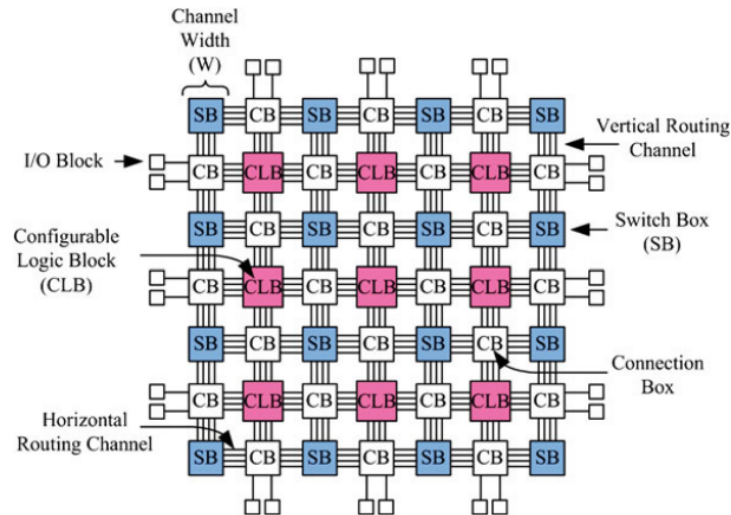 Channel
Width
(W)
SB CB SB CB SB CB SB
Vertical Routing
Channel
I/O Block
CB CLB CB CLB CB CLB CB
SB CB SB CB SB CB SB
Switch Box
(SB)
Configurable
Logic Block
(CLB)
CB CLB CB CLB CB CLB CB
SB CB SB CB SB CB SB
Connection
Box
CB CLB CB CLB CB CLB CB
Horizontal
Routing Channel
SB CB SB CB SB CB SB